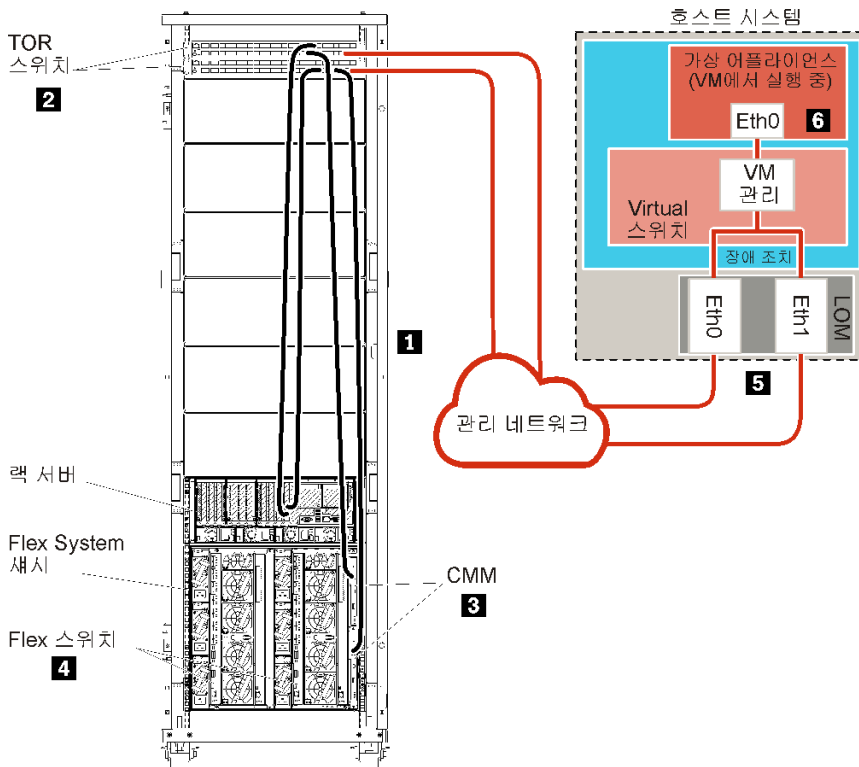 TOR
스위치
2
랙 서버
Flex System
섀시
Flex 스위치
4
1
CMM
3
관리 네트워크
호스트 시스템
가상 어플라이언스
(VM에서 실행 중)
Eth0
6
VM
관리
Virtual
스위치
장애 조치
Eth0
Eth1
LOM
5